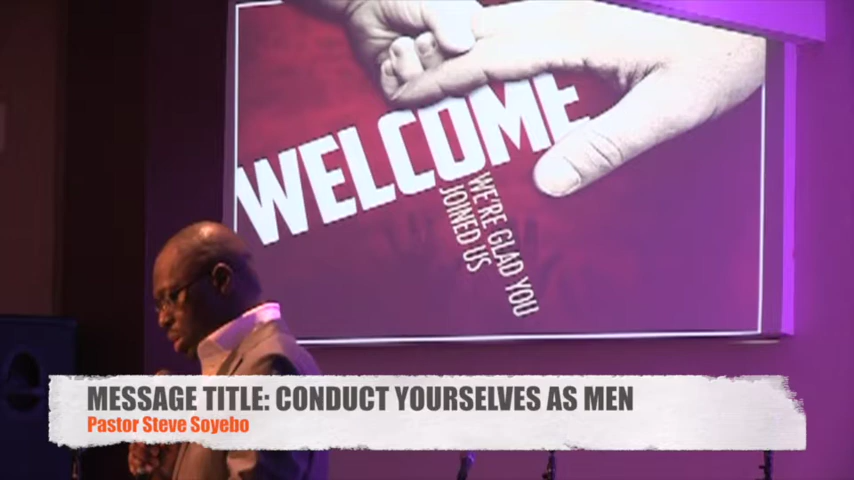 WELCOME
WE'RE GLAD YOU
JOINED US
MESSAGE TITLE: CONDUCT YOURSELVES AS MEN
Pastor Steve Soyebo